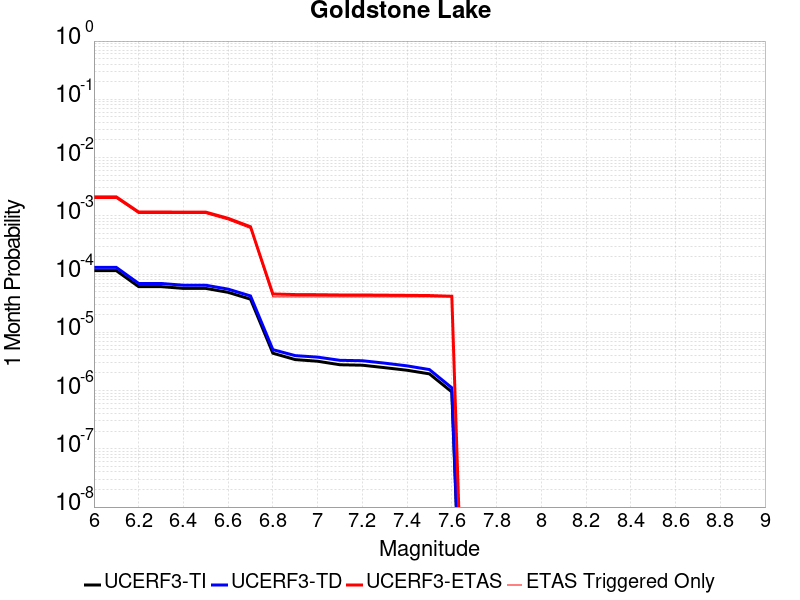 Goldstone Lake
10^0
10^-1
10^-2
10^-3
10^-4
10^-5
10^-6
10^-7
10^-8
1 Month Probability
6 6.2 6.4 6.6 6.8 7 7.2 7.4 7.6 7.8 8 8.2 8.4 8.6 8.8 9
Magnitude
UCERF3-TI UCERF3-TD UCERF3-ETAS ETAS Triggered Only